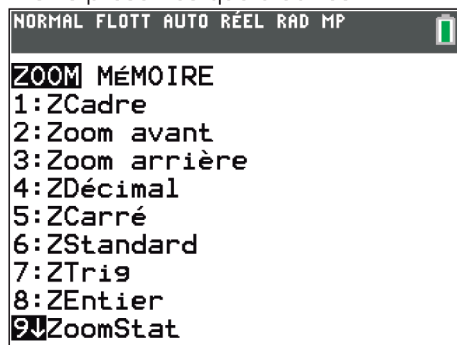 NORMAL FLOTT AUTO RÉEL RAD MP
ZOOM MÉMOIRE
1:ZCadre
2:Zoom avant
3:Zoom arrière
4:ZDécimal
5:ZCarré
6:ZStandard
7:ZTrig
8:ZEntier
9↓ZoomStat